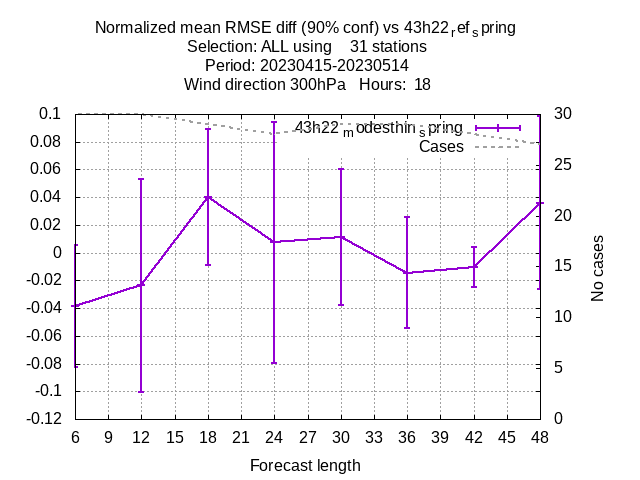 Normalized mean RMSE diff (90% conf) vs 43h22refspring
Selection: ALL using 31 stations
Period: 20230415-20230514
Wind direction 300hPa Hours: 18
43h22modesthinspring
Cases
0.1
0.08
0.06
0.04
0.02
0
-0.02
-0.04
-0.06
-0.08
-0.1
-0.12
30
25
20
15
10
5
0
No cases
6 9 12 15 18 21 24 27 30 33 36 39 42 45 48
Forecast length